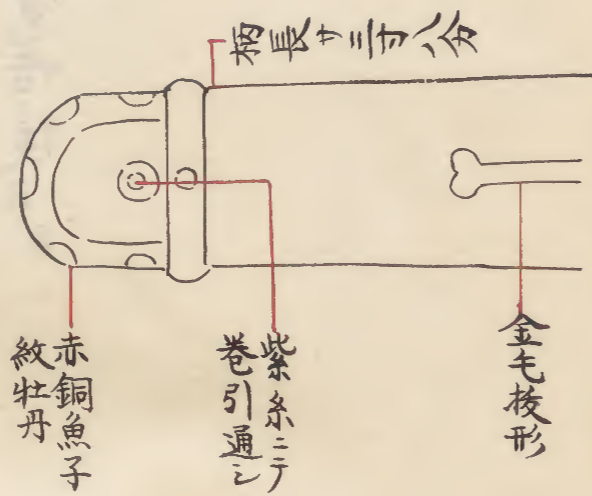 柄長サ三寸八分
金毛拔形
紫糸ニテ
巻引通シ
赤銅魚子
紋牡丹